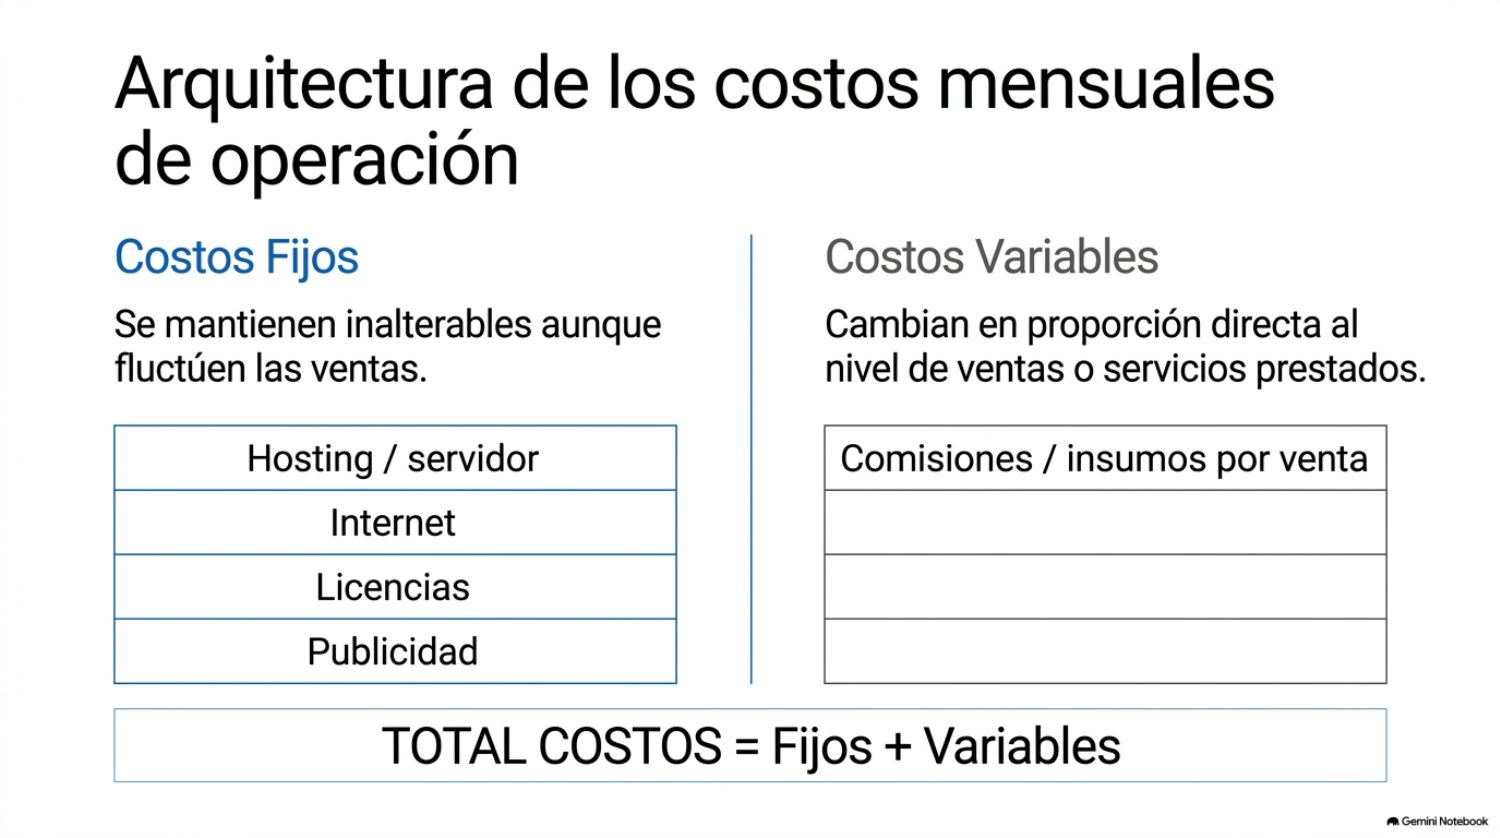 Arquitectura de los costos mensuales
de operación
Costos Fijos
Se mantienen inalterables aunque
fluctúen las ventas.
Hosting / servidor
Internet
Licencias
Publicidad
Costos Variables
Cambian en proporción directa al
nivel de ventas o servicios prestados.
Comisiones / insumos por venta
TOTAL COSTOS = Fijos + Variables
Gemini Notebook